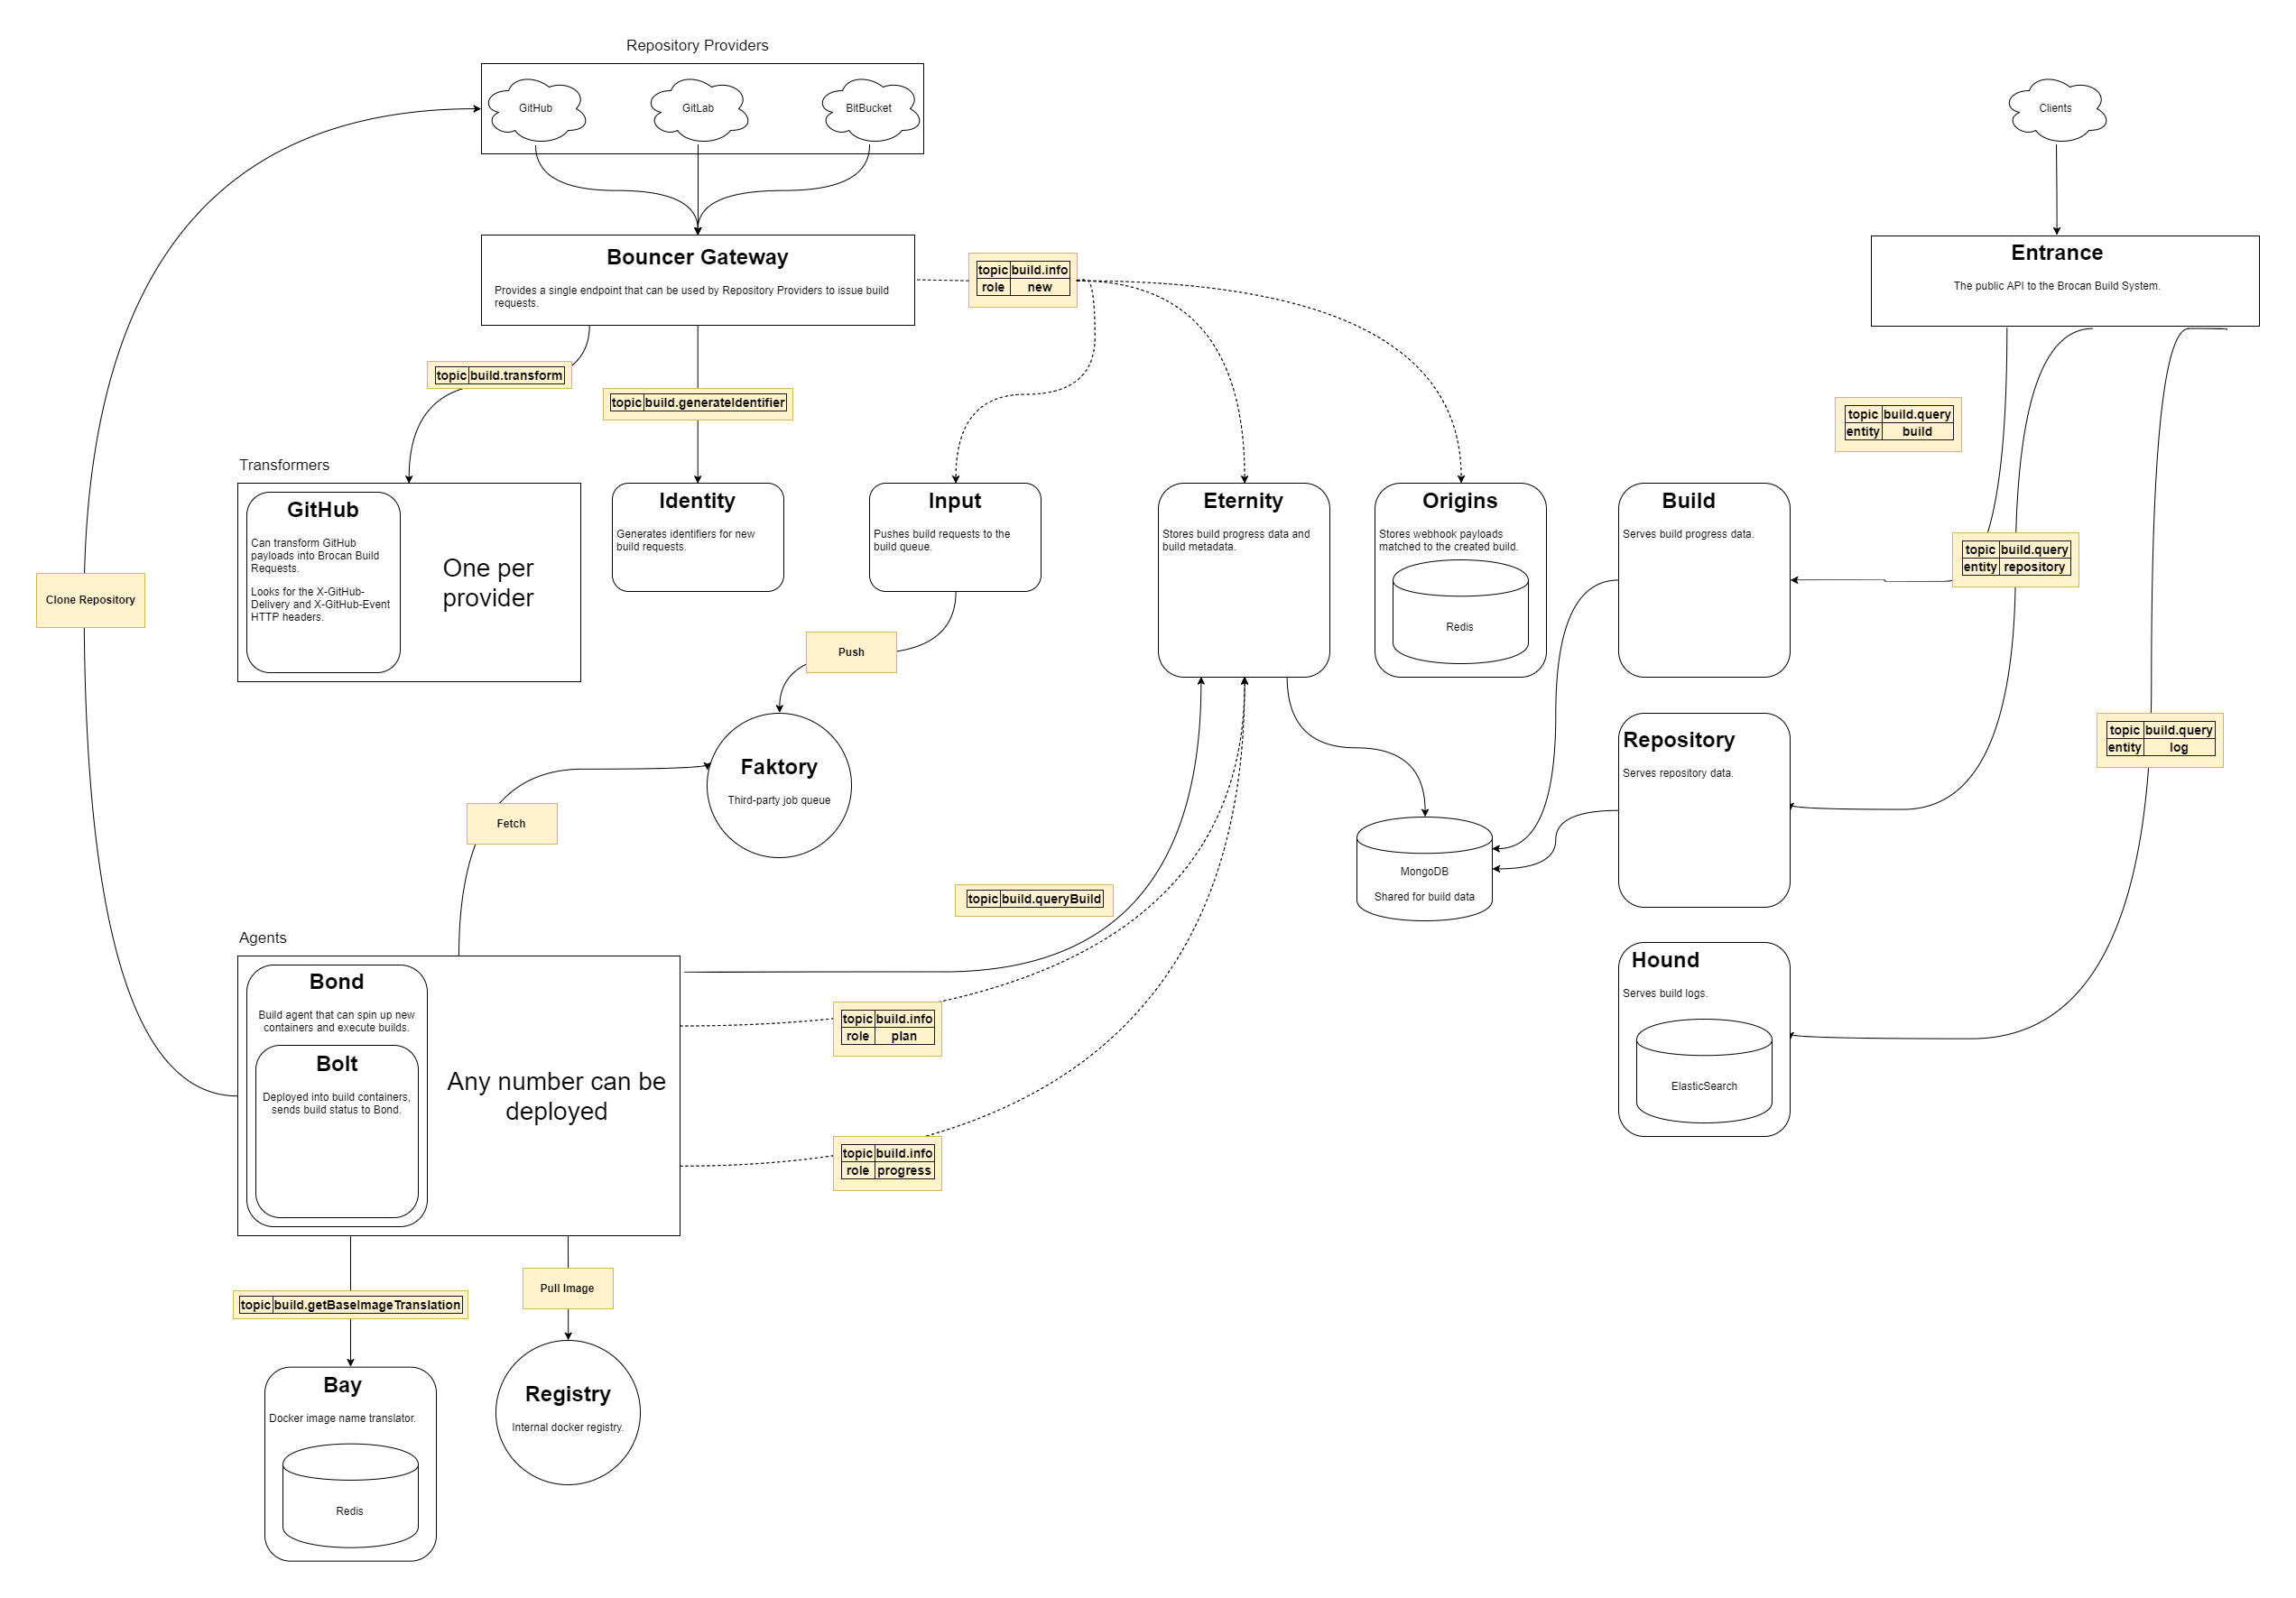 Repository Providers
GitHub
GitLab
BitBucket
Clients
Bouncer Gateway
Provides a single endpoint that can be used by Repository Providers to issue build
requests.
topic build.info
role new
Entrance
The public API to the Brocan Build System.
topic build.transform
topic build.generateIdentifier
topic build.query
entity build
Transformers
GitHub
Can transform GitHub
payloads into Brocan Build
Requests.
Looks for the X-GitHub-
Delivery and X-GitHub-Event
HTTP headers.
One per
provider
Identity
Generates identifiers for new
build requests.
Input
Pushes build requests to the
build queue.
Eternity
Stores build progress data and
build metadata.
Origins
Stores webhook payloads
matched to the created build.
Redis
Build
Serves build progress data.
topic build.query
entity repository
Clone Repository
Push
Faktory
Third-party job queue
Repository
Serves repository data.
topic build.query
entity log
Fetch
MongoDB
Shared for build data
topic build.queryBuild
Agents
Bond
Build agent that can spin up new
containers and execute builds.
Bolt
Deployed into build containers,
sends build status to Bond.
Any number can be
deployed
topic build.info
role plan
topic build.info
role progress
Hound
Serves build logs.
ElasticSearch
topic build.getBaseImageTranslation
Pull Image
Bay
Docker image name translator.
Redis
Registry
Internal docker registry.